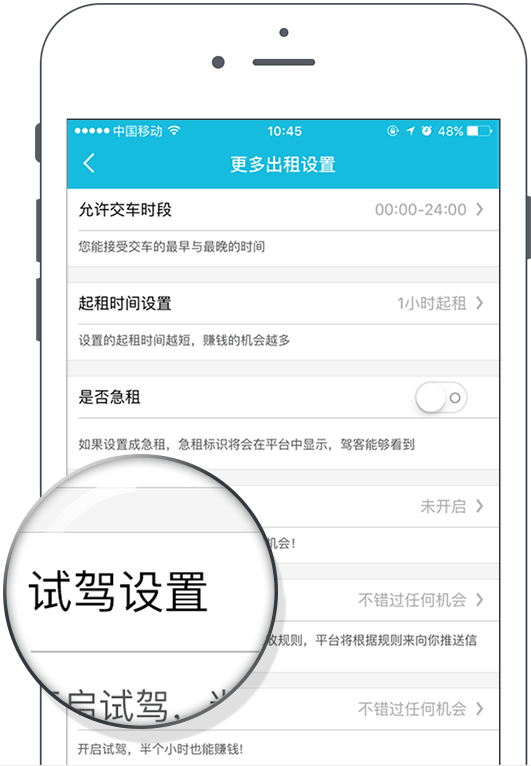 中国移动 10:45 48%
更多出租设置
允许交车时段 00:00-24:00
您能接受交车的最早与最晚的时间
起租时间设置 1小时起租
设置的起租时间越短，赚钱的机会越多
是否急租
如果设置成急租，急租标识将会在平台中显示，驾客能够看到
未开启
机会！
试驾设置
不错过任何机会
规则，平台将根据规则来向你推送信
启试驾，
不错过任何机会
开启试驾，半个小时也能赚钱！